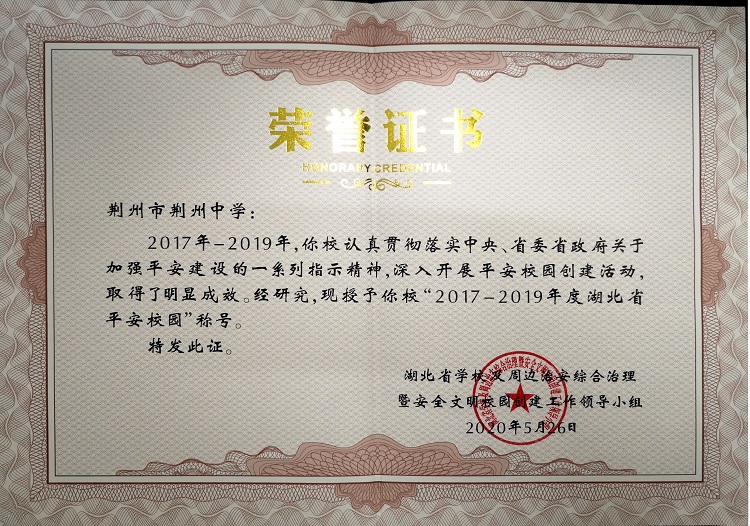 荣誉证书
HONORARY CREDENTIAL
荆州市荆州中学：
2017年-2019年，你校认真贯彻落实中央、省委省政府关于
加强平安建设的一系列指示精神，深入开展平安校园创建活动，
取得了明显成效。经研究，现授予你校“2017-2019年度湖北省
平安校园”称号。
特发此证。
湖北省学校及周边治安综合治理
暨安全文明校园创建工作领导小组
2020年5月26日